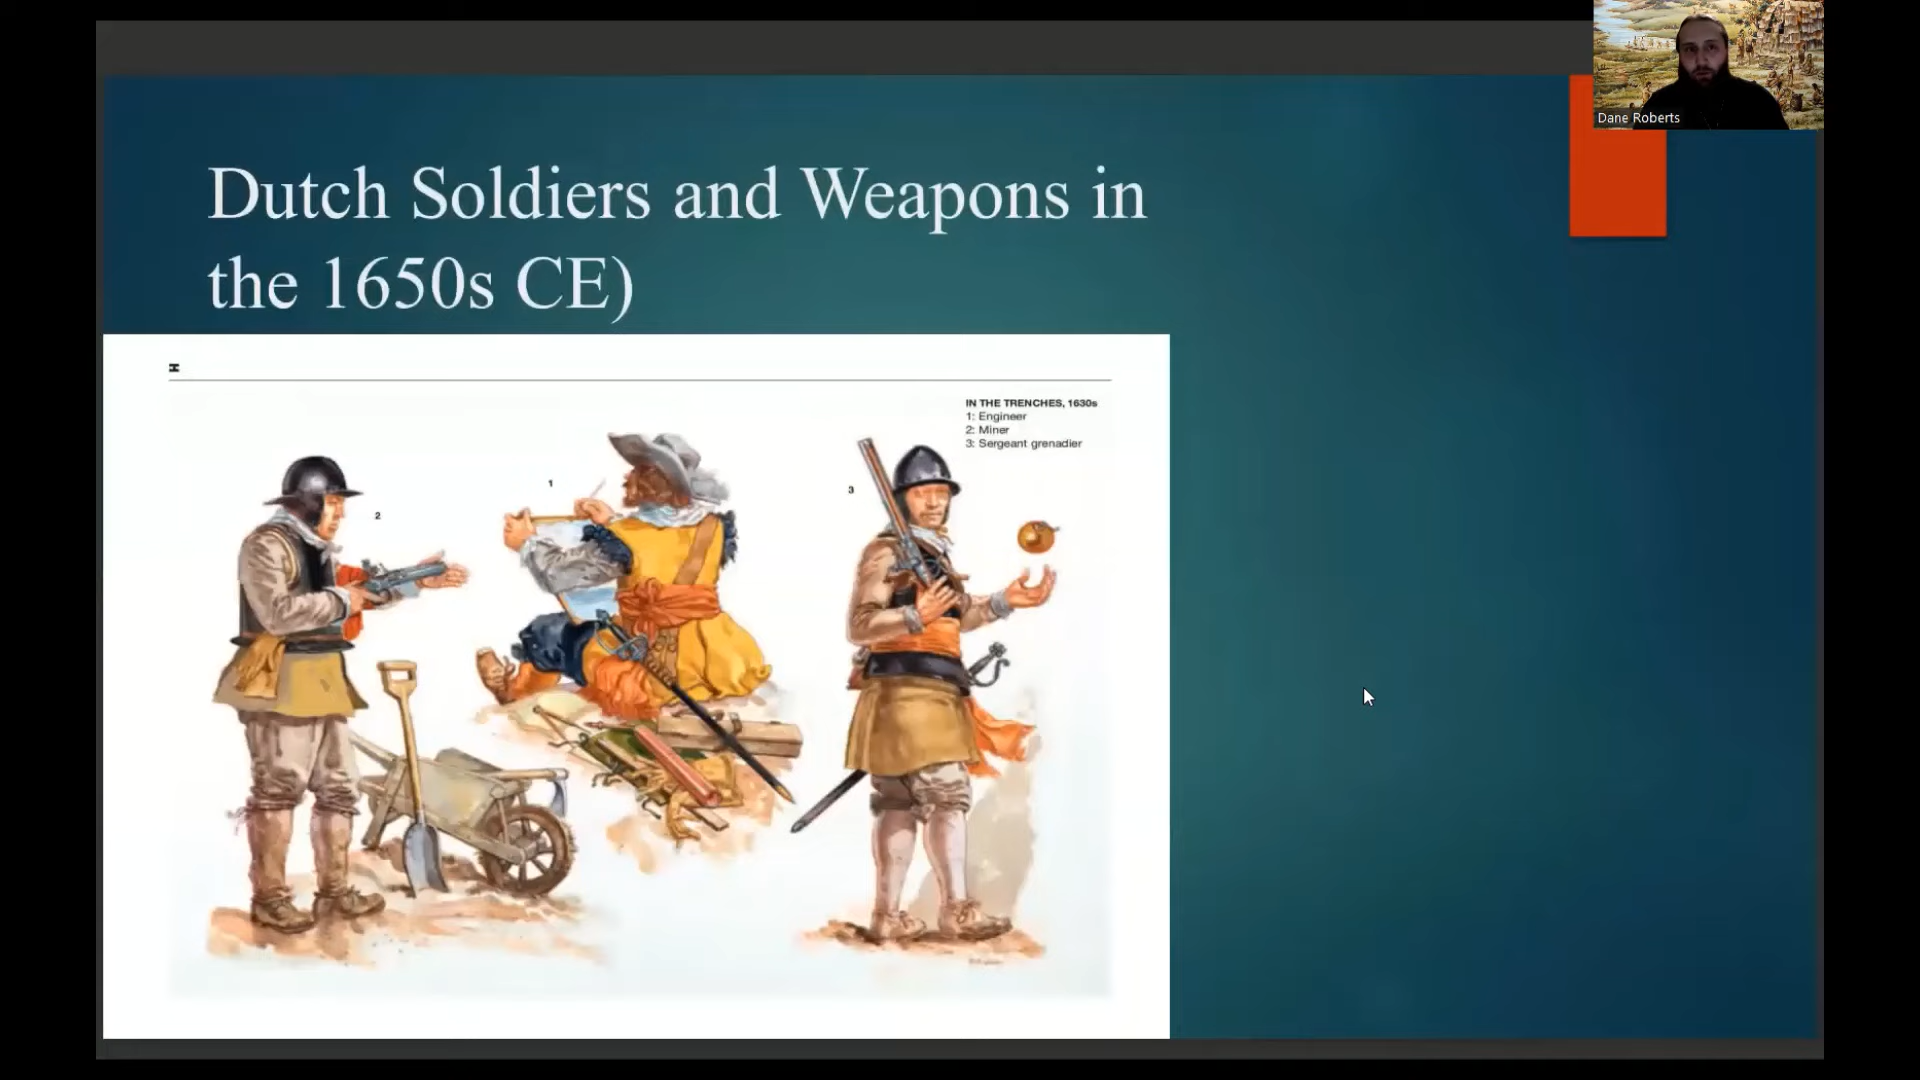 Dane Roberts
Dutch Soldiers and Weapons in
the 1650s CE)
H
IN THE TRENCHES, 1630s
1: Engineer
2: Miner
3: Sergeant grenadier
1
2
3